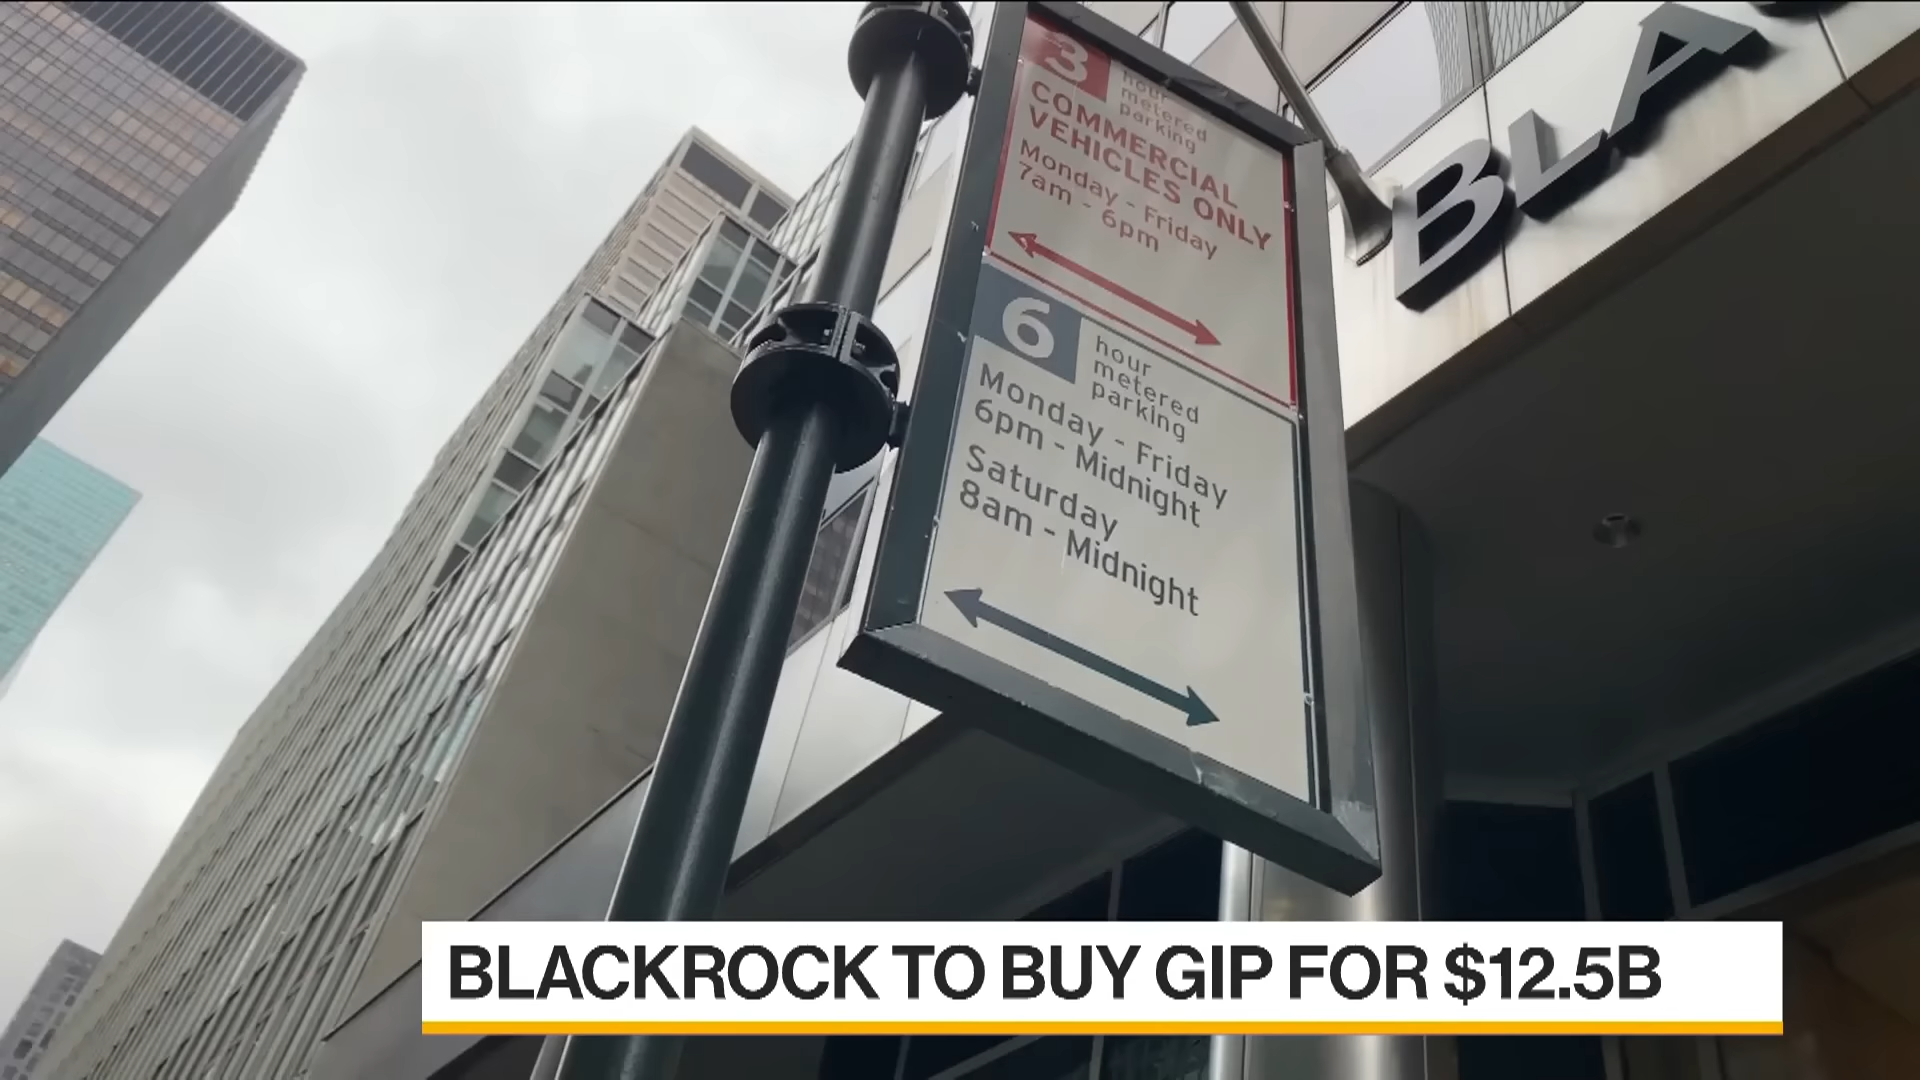 3
hour
metered
parking
COMMERCIAL
VEHICLES ONLY
Monday - Friday
7am - 6pm
6
hour
metered
parking
Monday - Friday
6pm - Midnight
Saturday
8am - Midnight
BLA
BLACKROCK TO BUY GIP FOR $12.5B